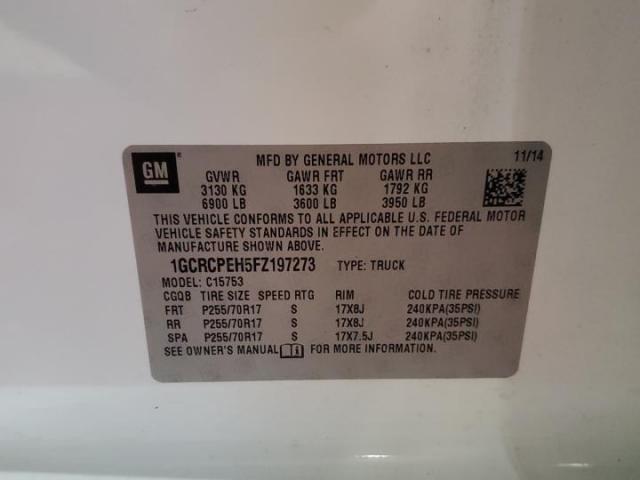 GM ® MFD BY GENERAL MOTORS LLC 11/14
GVWR GAWR FRT GAWR RR
3130 KG 1633 KG 1792 KG
6900 LB 3600 LB 3950 LB
THIS VEHICLE CONFORMS TO ALL APPLICABLE U.S. FEDERAL MOTOR
VEHICLE SAFETY STANDARDS IN EFFECT ON THE DATE OF
MANUFACTURE SHOWN ABOVE.
1GCRCPEH5FZ197273 TYPE: TRUCK
MODEL: C15753
CGQB TIRE SIZE SPEED RTG RIM COLD TIRE PRESSURE
FRT P255/70R17 S 17X8J 240KPA(35PSI)
RR P255/70R17 S 17X8J 240KPA(35PSI)
SPA P255/70R17 S 17X7.5J 240KPA(35PSI)
SEE OWNER'S MANUAL FOR MORE INFORMATION.